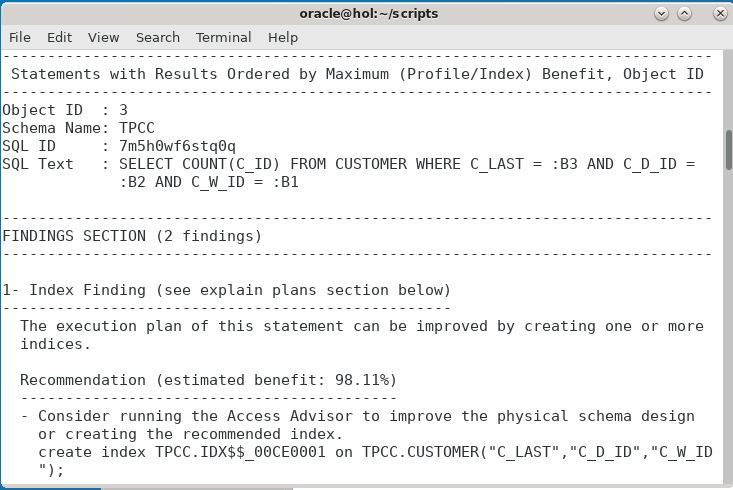 oracle@hol:~/scripts
File Edit View Search Terminal Help
-------------------------------------------------------------------------------
 Statements with Results Ordered by Maximum (Profile/Index) Benefit, Object ID
-------------------------------------------------------------------------------
Object ID  : 3
Schema Name: TPCC
SQL ID     : 7m5h0wf6stq0q
SQL Text   : SELECT COUNT(C_ID) FROM CUSTOMER WHERE C_LAST = :B3 AND C_D_ID =
             :B2 AND C_W_ID = :B1
-------------------------------------------------------------------------------
FINDINGS SECTION (2 findings)
-------------------------------------------------------------------------------
1- Index Finding (see explain plans section below)
--------------------------------------------------
  The execution plan of this statement can be improved by creating one or more
  indices.
  Recommendation (estimated benefit: 98.11%)
  ------------------------------------------
  - Consider running the Access Advisor to improve the physical schema design
    or creating the recommended index.
    create index TPCC.IDX$$_00CE0001 on TPCC.CUSTOMER("C_LAST","C_D_ID","C_W_ID
    ");